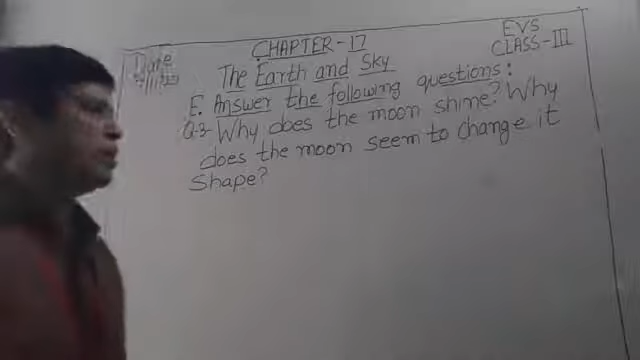 EVS
CHAPTER-17
CLASS-III
Date
The Earth and Sky
E. Answer the following questions:
Q.3- Why does the moon shine? Why
does the moon seem to change it
Shape?